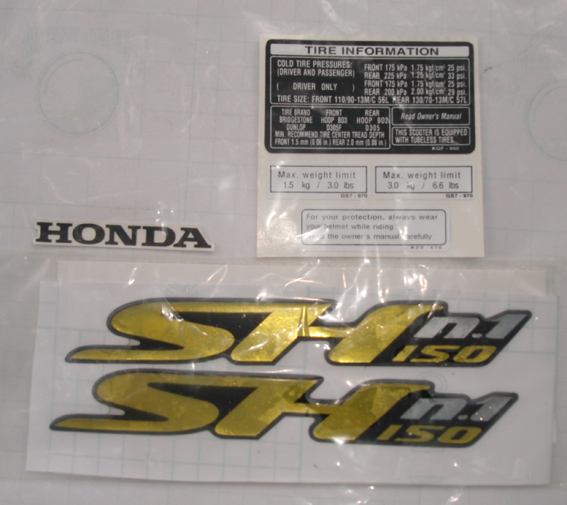 TIRE INFORMATION
COLD TIRE PRESSURES: FRONT 175 kPa 1.75 kgf/cm² 25 psi.
(DRIVER AND PASSENGER) REAR 225 kPa 2.25 kgf/cm² 33 psi.
( DRIVER ONLY ) FRONT 175 kPa 1.75 kgf/cm² 25 psi.
REAR 200 kPa 2.00 kgf/cm² 29 psi.
TIRE SIZE: FRONT 110/90-13M/C 56L REAR 130/70-13M/C 57L
TIRE BRAND FRONT REAR
BRIDGESTONE HOOP B03 HOOP B02
DUNLOP D305F D305
MIN. RECOMMEND TIRE CENTER TREAD DEPTH
FRONT 1.5 mm (0.06 in.) REAR 2.0 mm (0.08 in.)
Read Owner's Manual
THIS SCOOTER IS EQUIPPED
WITH TUBELESS TIRES.
Max. weight limit
1.5 kg / 3.0 lbs
Max. weight limit
3.0 kg / 6.6 lbs
For your protection, always wear
your helmet while riding
the owner's manual carefully
HONDA
SH n.1
150
SH n.1
150